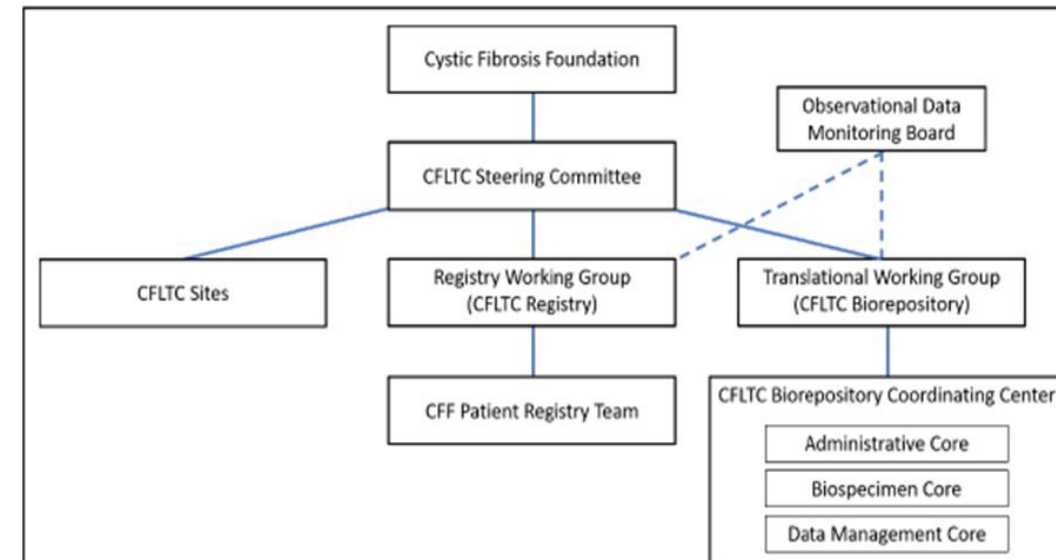 Cystic Fibrosis Foundation
Observational Data
Monitoring Board
CFLTC Steering Committee
CFLTC Sites
Registry Working Group
(CFLTC Registry)
Translational Working Group
(CFLTC Biorepository)
CFF Patient Registry Team
CFLTC Biorepository Coordinating Center
Administrative Core
Biospecimen Core
Data Management Core